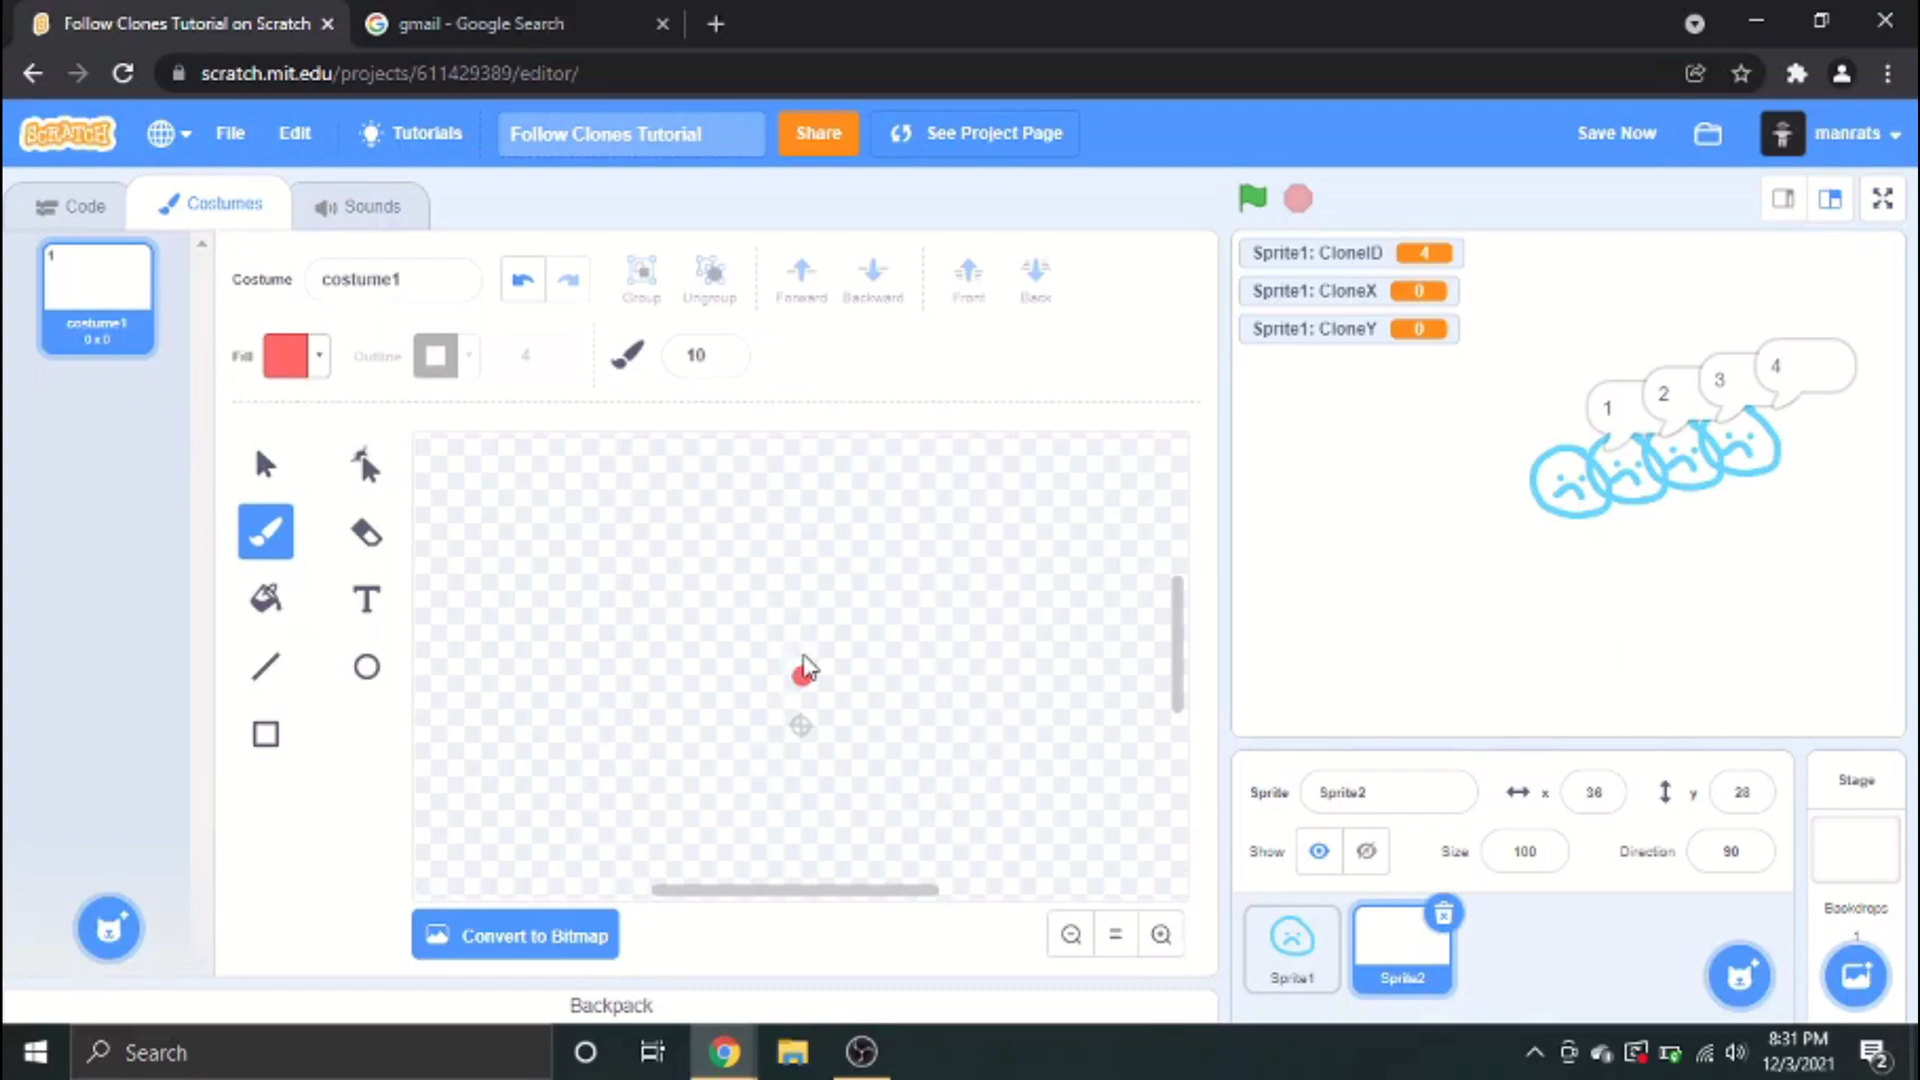 Follow Clones Tutorial on Scratch
gmail - Google Search
scratch.mit.edu/projects/611429389/editor/
SCRATCH
File
Edit
Tutorials
Follow Clones Tutorial
Share
See Project Page
Save Now
manrats
Code
Costumes
Sounds
1
costume1
0 x 0
Costume
costume1
Group
Ungroup
Forward
Backward
Front
Back
Fill
Outline
4
10
Convert to Bitmap
Backpack
Sprite1: CloneID 4
Sprite1: CloneX 0
Sprite1: CloneY 0
1
2
3
4
Sprite
Sprite2
x
36
y
28
Show
Size
100
Direction
90
Sprite1
Sprite2
Stage
Backdrops
1
Search
8:31 PM
12/3/2021
2